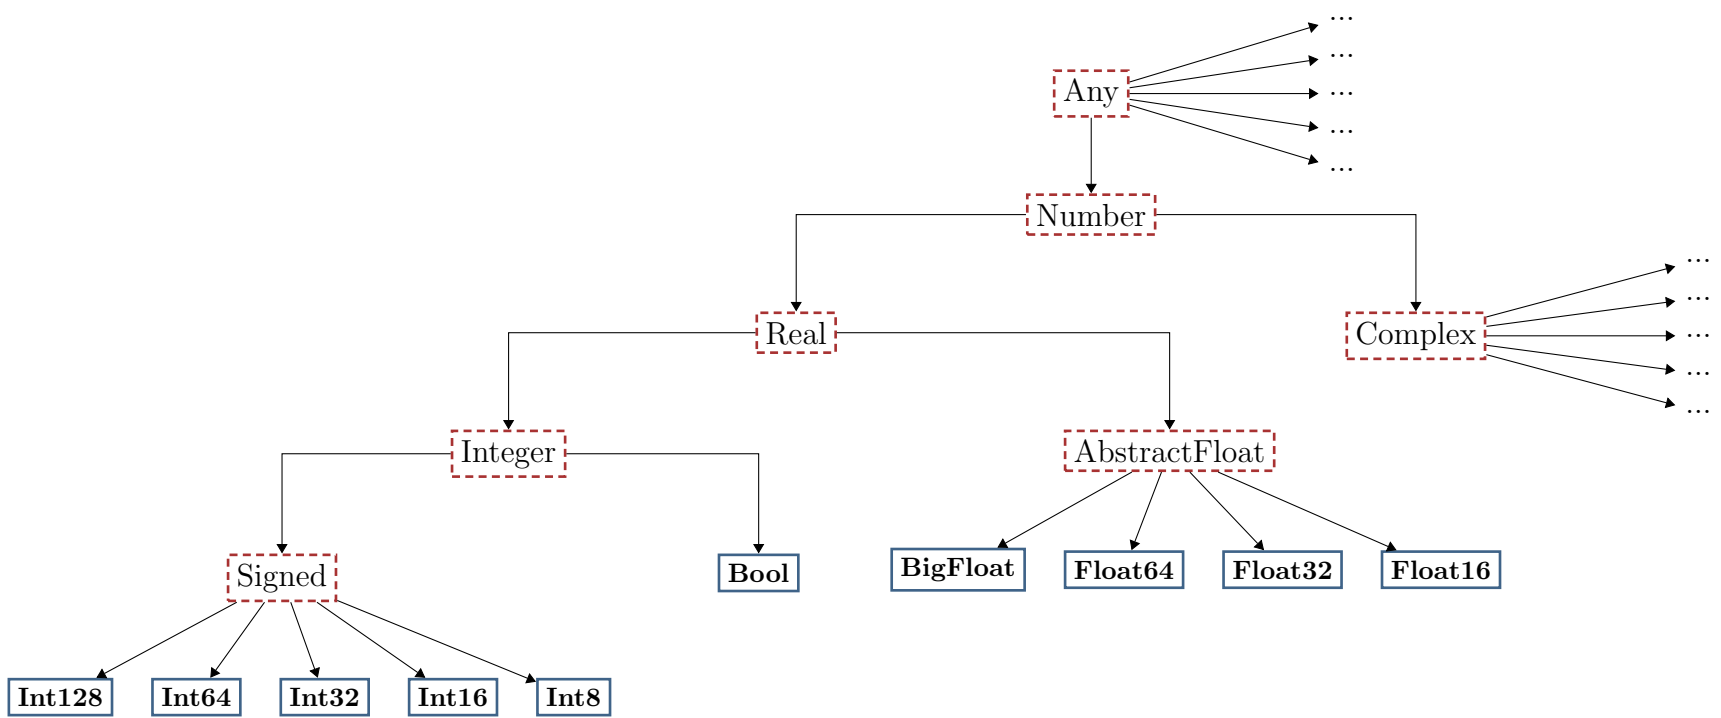 ...
...
Any
...
...
...
Number
...
...
Real
Complex
...
...
...
Integer
AbstractFloat
Signed
Bool
BigFloat
Float64
Float32
Float16
Int128
Int64
Int32
Int16
Int8